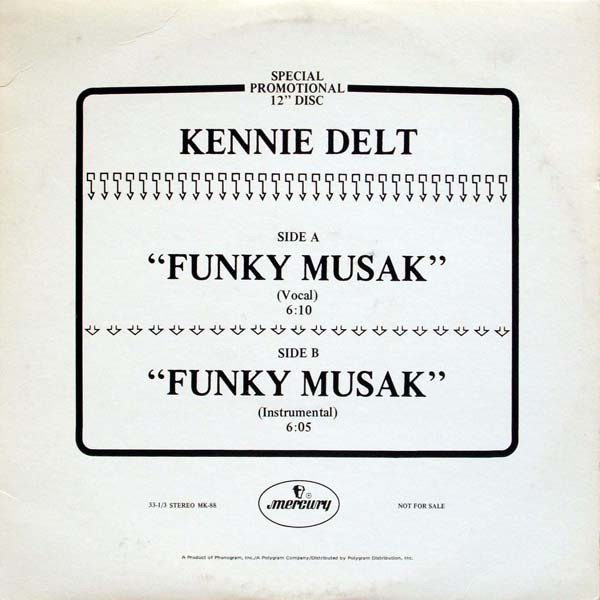 SPECIAL
PROMOTIONAL
12" DISC
KENNIE DELT
SIDE A
"FUNKY MUSAK"
(Vocal)
6:10
SIDE B
"FUNKY MUSAK"
(Instrumental)
6:05
33-1/3 STEREO MK-88
mercury
NOT FOR SALE
A Product of Phonogram, Inc./A Polygram Company/Distributed by Polygram Distribution, Inc.